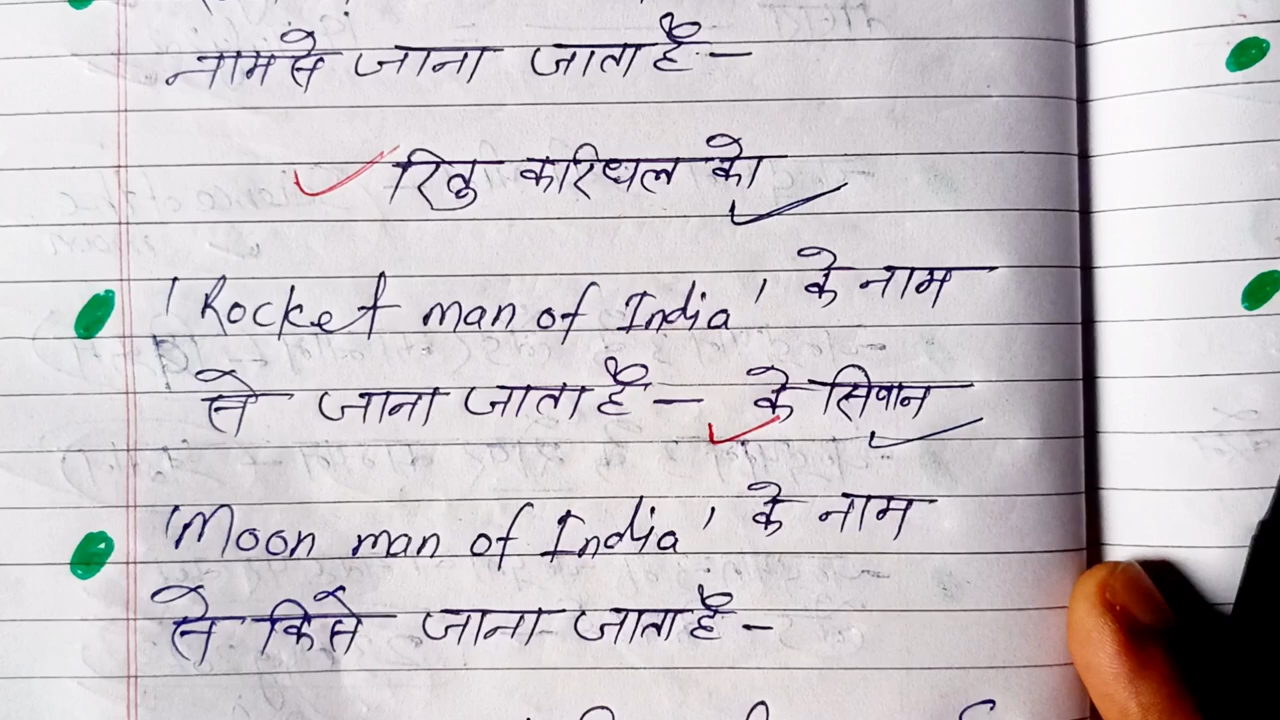 नाम से जाना जाता है -
रितु करिधल को
'Rocket man of India' के नाम
से जाना जाता है - के सिवान
'Moon man of India' के नाम
से किसे जाना जाता है -